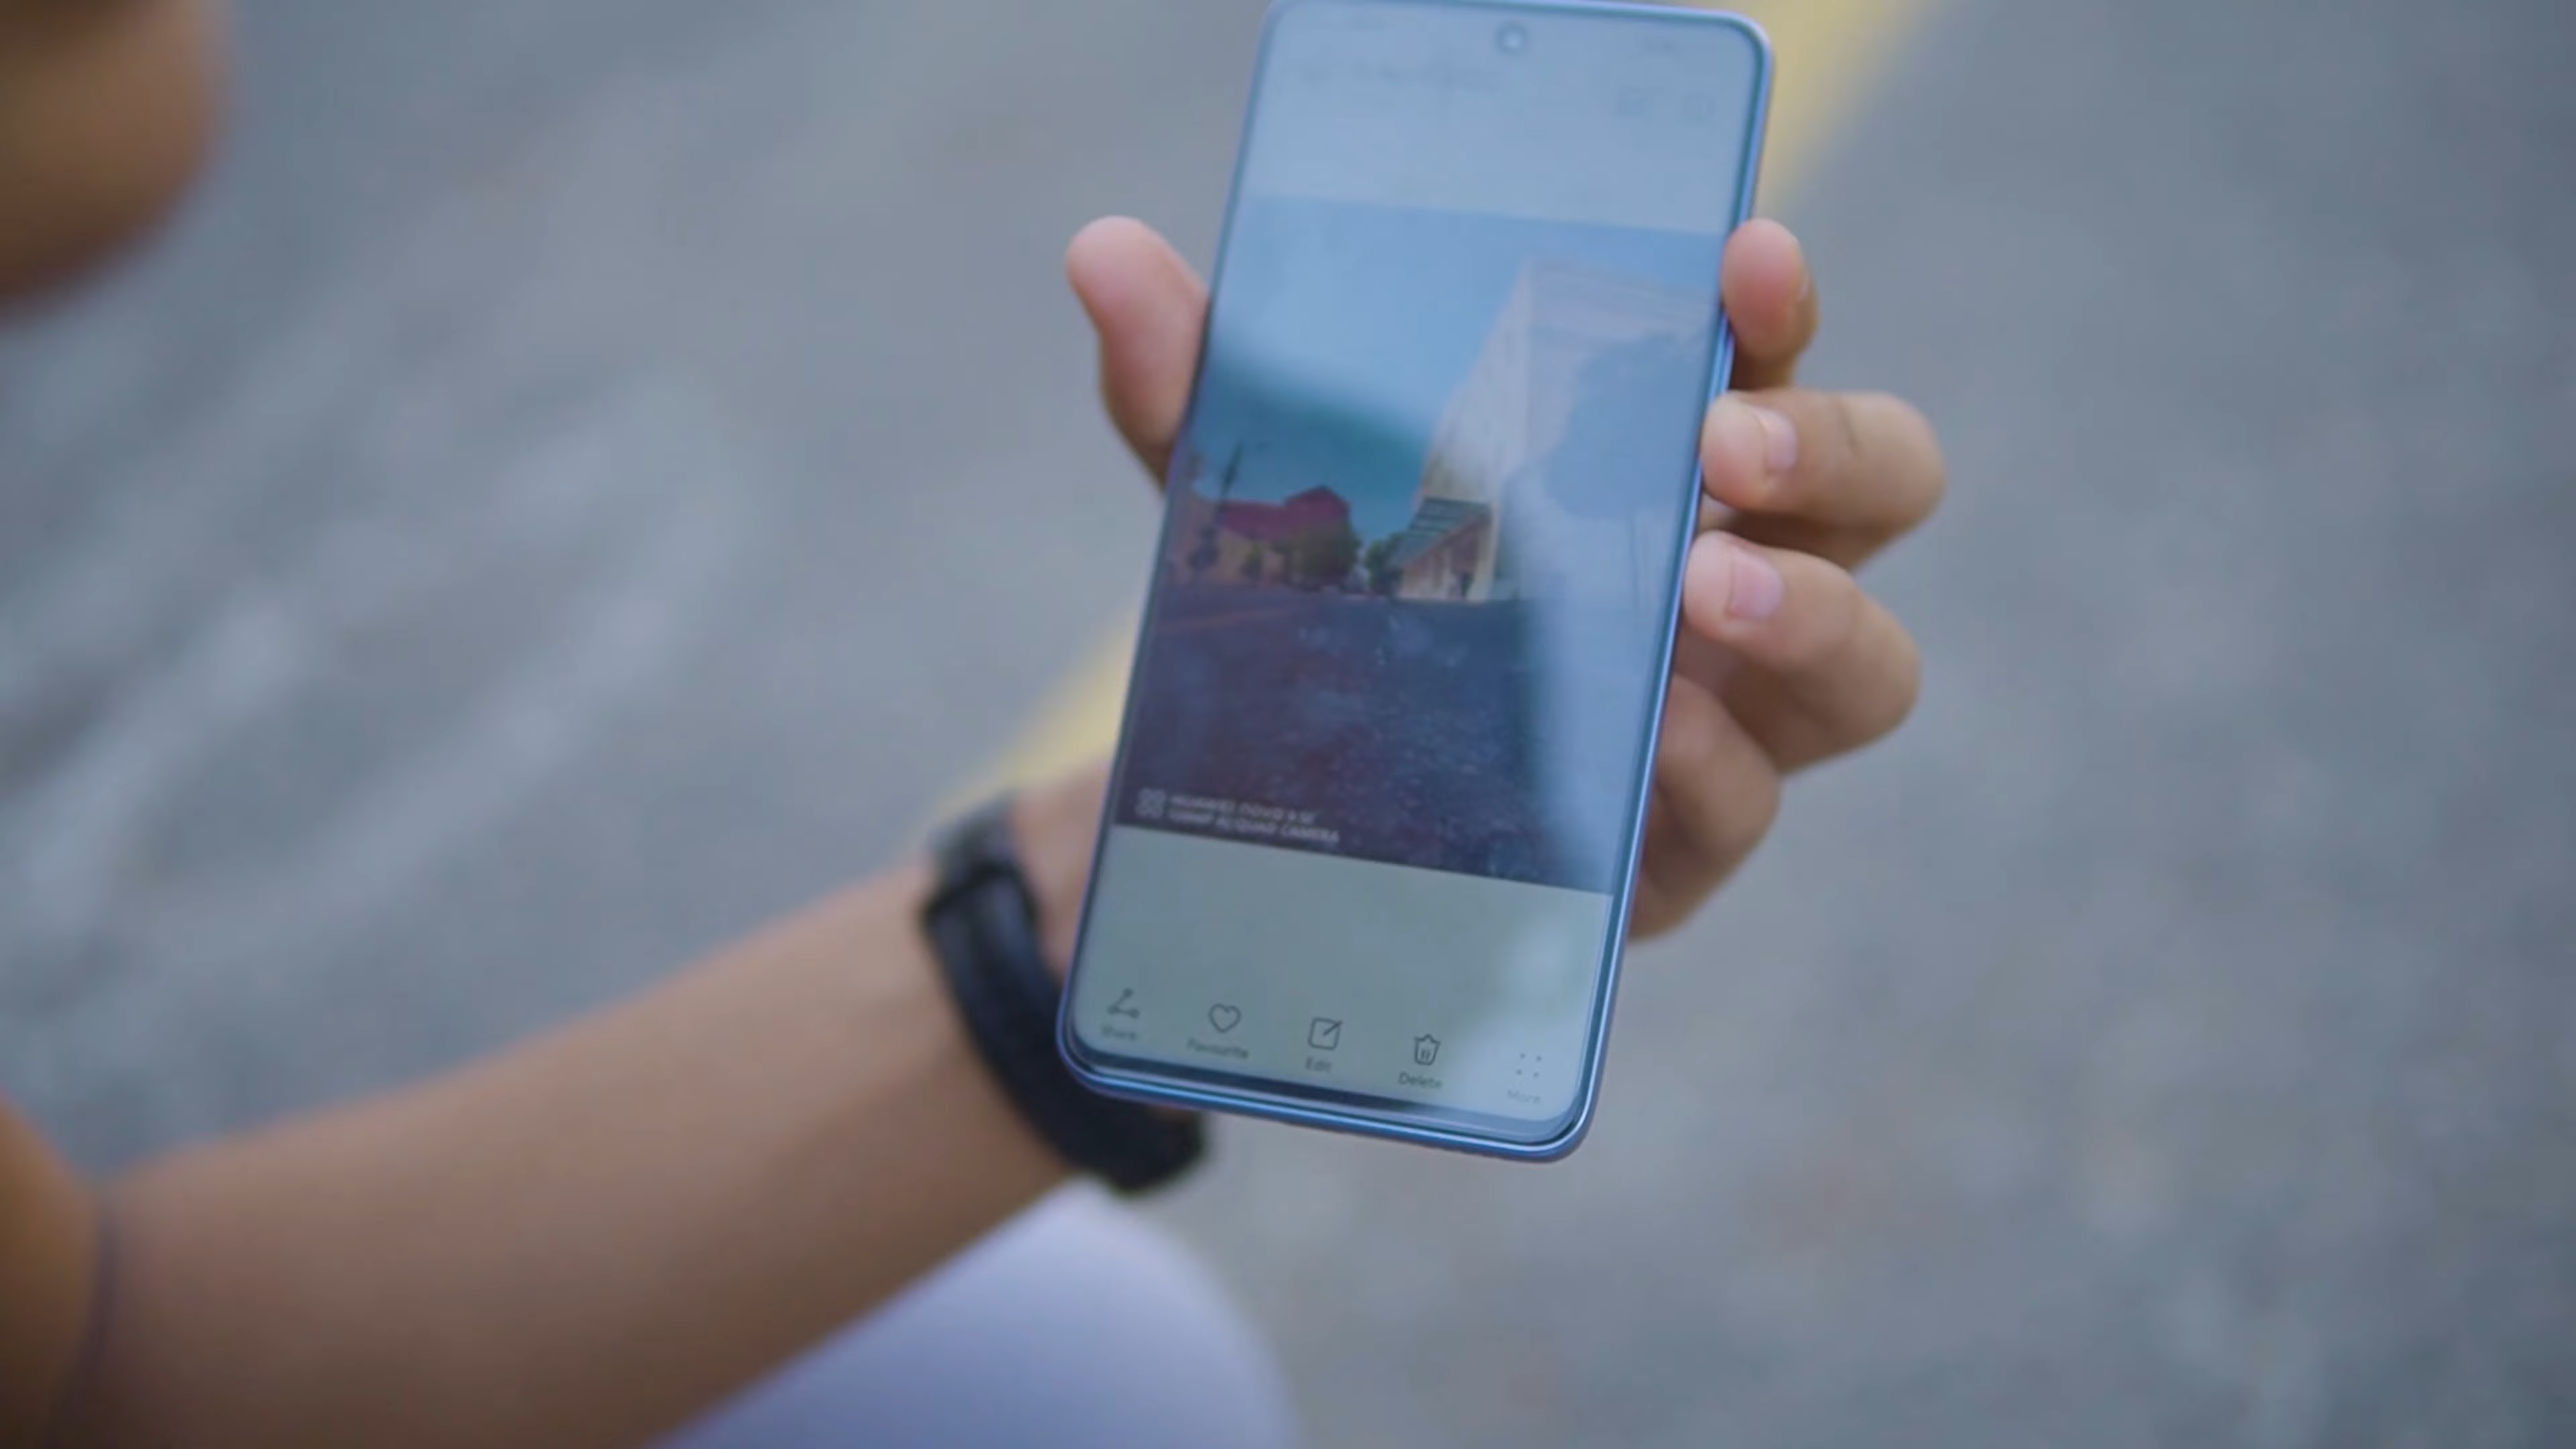 HUAWEI nova 9 SE
108MP AI QUAD CAMERA
Share
Favourite
Edit
Delete
More